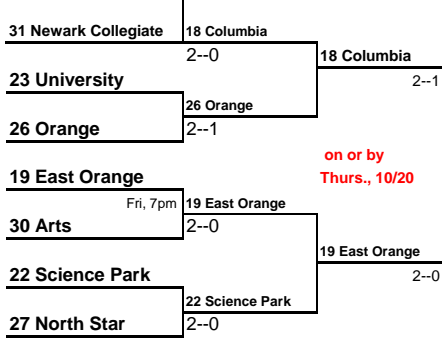 31 Newark Collegiate
18 Columbia
2--0
18 Columbia
23 University
2--1
26 Orange
26 Orange
2--1
on or by
19 East Orange
Thurs., 10/20
Fri, 7pm
19 East Orange
30 Arts
2--0
19 East Orange
22 Science Park
2--0
22 Science Park
27 North Star
2--0